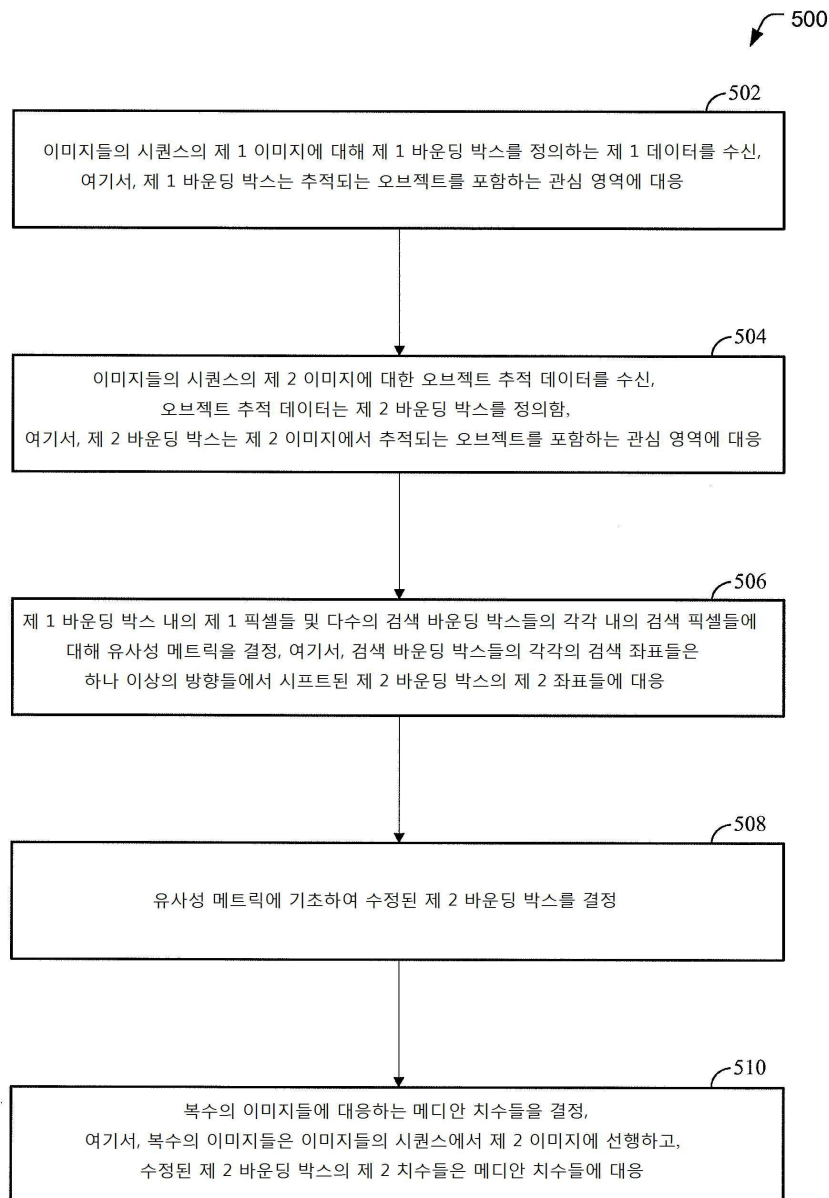 500
502
이미지들의 시퀀스의 제 1 이미지에 대해 제 1 바운딩 박스를 정의하는 제 1 데이터를 수신,
여기서, 제 1 바운딩 박스는 추적되는 오브젝트를 포함하는 관심 영역에 대응
504
이미지들의 시퀀스의 제 2 이미지에 대한 오브젝트 추적 데이터를 수신,
오브젝트 추적 데이터는 제 2 바운딩 박스를 정의함,
여기서, 제 2 바운딩 박스는 제 2 이미지에서 추적되는 오브젝트를 포함하는 관심 영역에 대응
506
제 1 바운딩 박스 내의 제 1 픽셀들 및 다수의 검색 바운딩 박스들의 각각 내의 검색 픽셀들에
대해 유사성 메트릭을 결정, 여기서, 검색 바운딩 박스들의 각각의 검색 좌표들은
하나 이상의 방향들에서 시프트된 제 2 바운딩 박스의 제 2 좌표들에 대응
508
유사성 메트릭에 기초하여 수정된 제 2 바운딩 박스를 결정
510
복수의 이미지들에 대응하는 메디안 치수들을 결정,
여기서, 복수의 이미지들은 이미지들의 시퀀스에서 제 2 이미지에 선행하고,
수정된 제 2 바운딩 박스의 제 2 치수들은 메디안 치수들에 대응